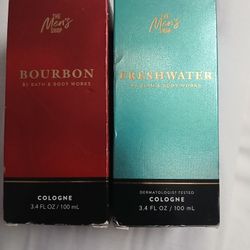 THE
Men's
SHOP
BOURBON
BY BATH & BODY WORKS
COLOGNE
3.4 FL OZ / 100 mL
THE
Men's
SHOP
FRESHWATER
BY BATH & BODY WORKS
DERMATOLOGIST TESTED
COLOGNE
3.4 FL OZ / 100 mL